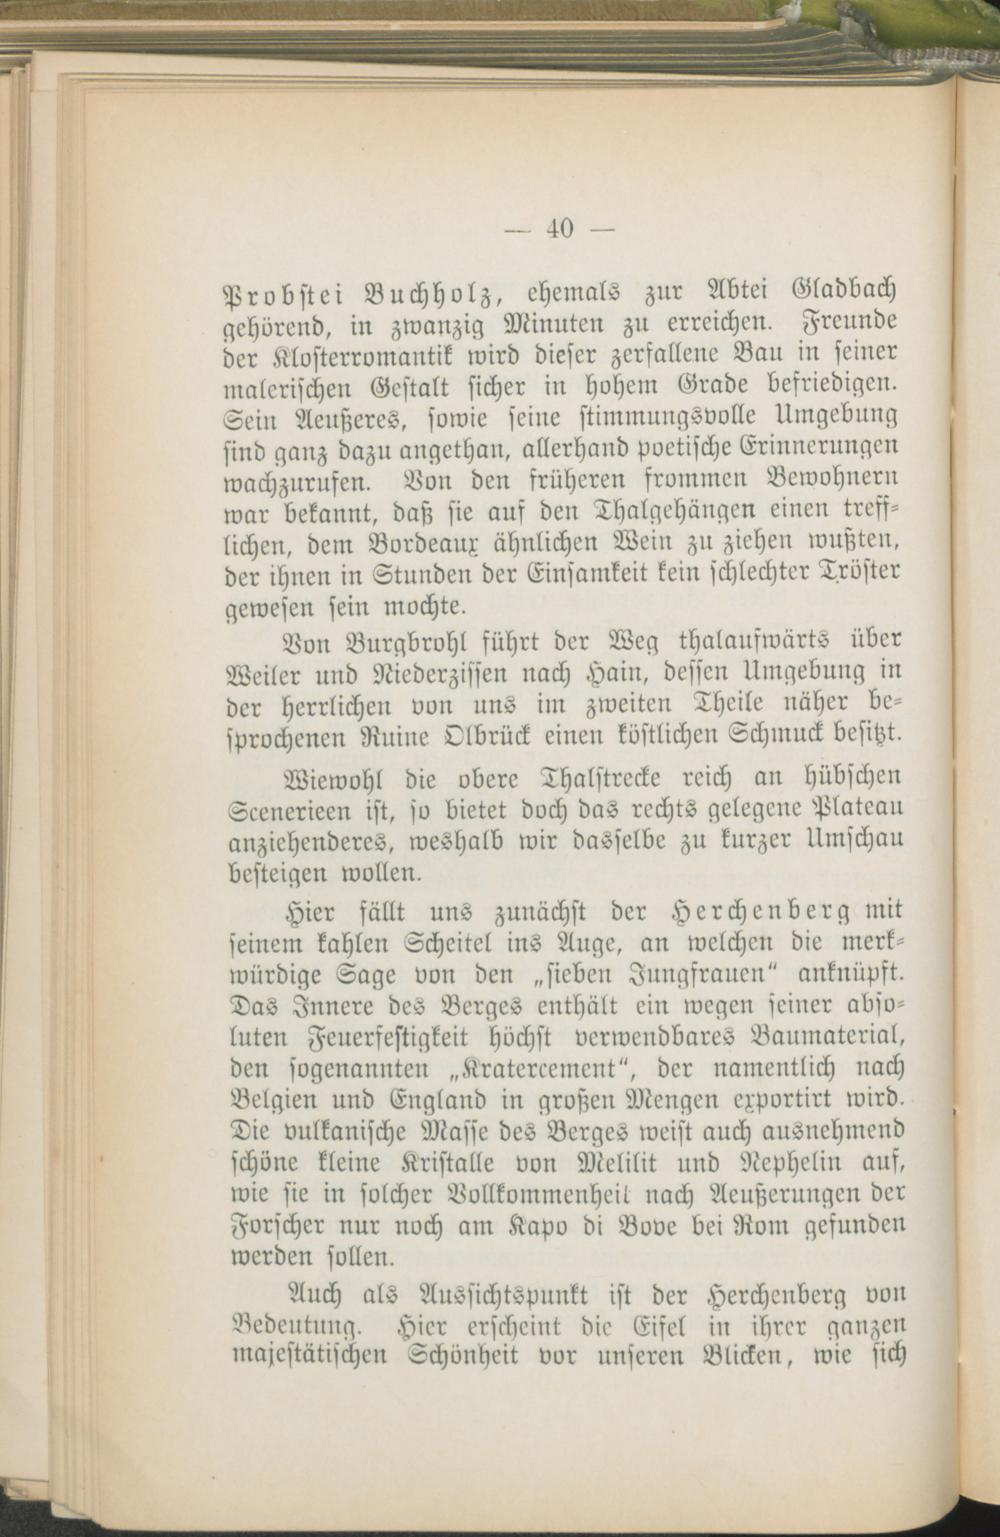 — 40 —
Probstei Buchholz, ehemals zur Abtei Gladbach
gehörend, in zwanzig Minuten zu erreichen. Freunde
der Klosterromantik wird dieser zerfallene Bau in seiner
malerischen Gestalt sicher in hohem Grade befriedigen.
Sein Aeußeres, sowie seine stimmungsvolle Umgebung
sind ganz dazu angethan, allerhand poetische Erinnerungen
wachzurufen. Von den früheren frommen Bewohnern
war bekannt, daß sie auf den Thalgehängen einen treff-
lichen, dem Bordeaux ähnlichen Wein zu ziehen wußten,
der ihnen in Stunden der Einsamkeit kein schlechter Tröster
gewesen sein mochte.
Von Burgbrohl führt der Weg thalaufwärts über
Weiler und Niederzissen nach Hain, dessen Umgebung in
der herrlichen von uns im zweiten Theile näher be-
sprochenen Ruine Olbrück einen köstlichen Schmuck besitzt.
Wiewohl die obere Thalstrecke reich an hübschen
Scenerieen ist, so bietet doch das rechts gelegene Plateau
anziehenderes, weshalb wir dasselbe zu kurzer Umschau
besteigen wollen.
Hier fällt uns zunächst der Herchenberg mit
seinem kahlen Scheitel ins Auge, an welchen die merk-
würdige Sage von den „sieben Jungfrauen“ anknüpft.
Das Innere des Berges enthält ein wegen seiner abso-
luten Feuerfestigkeit höchst verwendbares Baumaterial,
den sogenannten „Kratercement“, der namentlich nach
Belgien und England in großen Mengen exportirt wird.
Die vulkanische Masse des Berges weist auch ausnehmend
schöne kleine Kristalle von Melilit und Nephelin auf,
wie sie in solcher Vollkommenheit nach Aeußerungen der
Forscher nur noch am Kapo di Bove bei Rom gefunden
werden sollen.
Auch als Aussichtspunkt ist der Herchenberg von
Bedeutung. Hier erscheint die Eifel in ihrer ganzen
majestätischen Schönheit vor unseren Blicken, wie sich